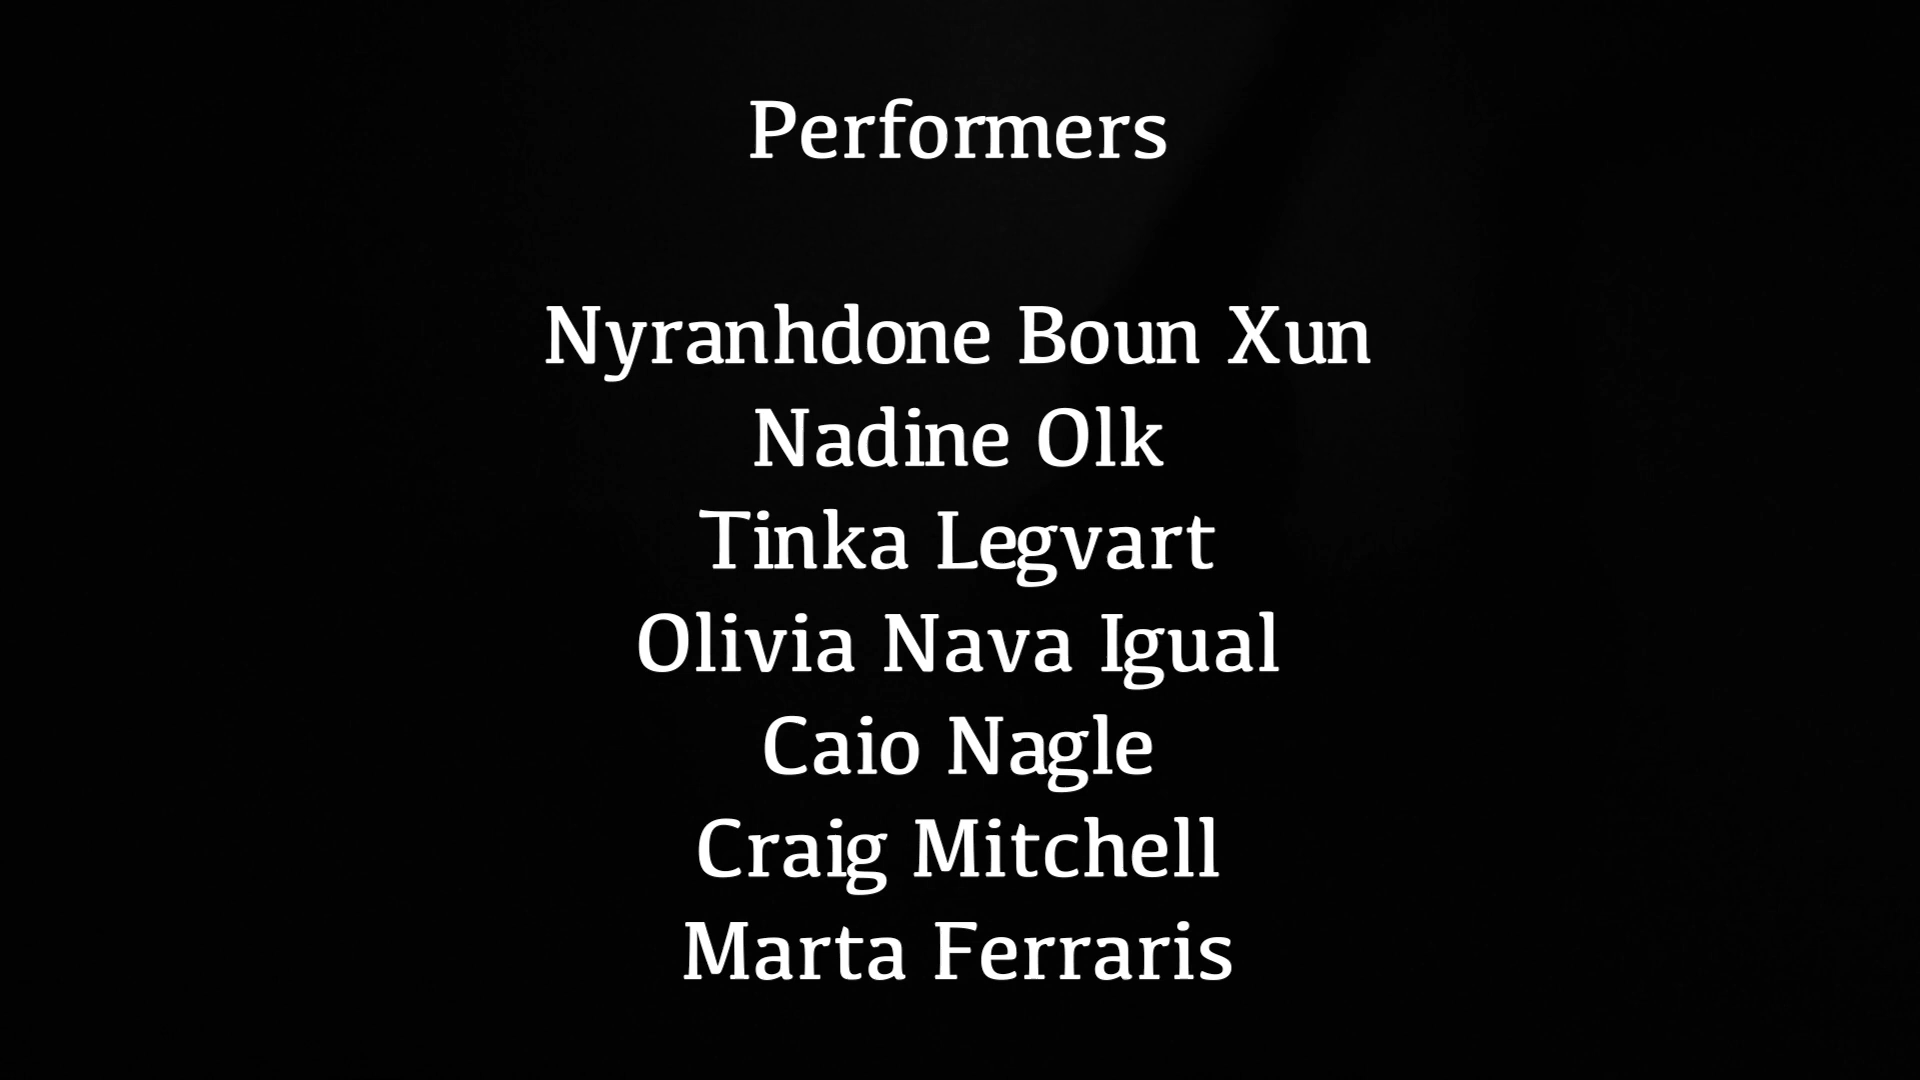 Performers
Nyranhdone Boun Xun
Nadine Olk
Tinka Legvart
Olivia Nava Igual
Caio Nagle
Craig Mitchell
Marta Ferraris